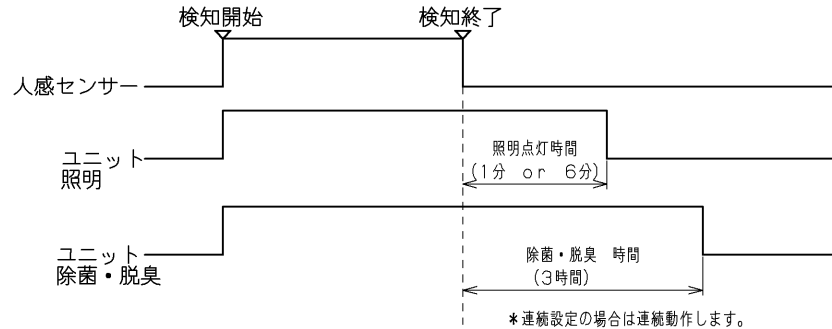 検知開始
検知終了
人感センサー
ユニット
照明
照明点灯時間
(1分 or 6分)
ユニット
除菌・脱臭
除菌・脱臭 時間
(3時間)
*連続設定の場合は連続動作します。